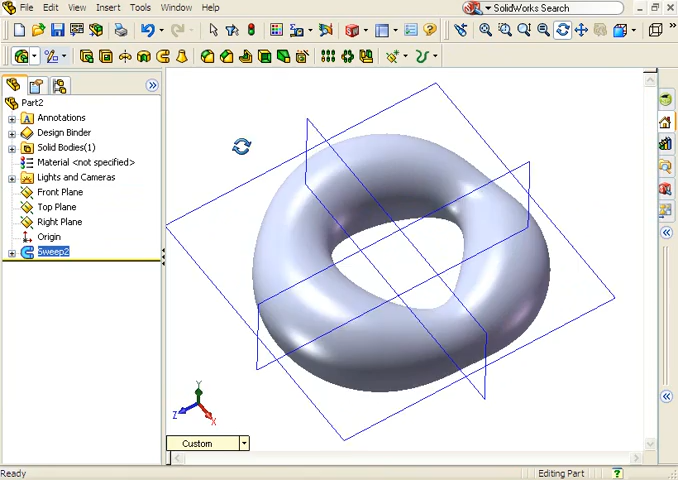 File Edit View Insert Tools Window Help SolidWorks Search
Part2
Annotations
Design Binder
Solid Bodies(1)
Material <not specified>
Lights and Cameras
Front Plane
Top Plane
Right Plane
Origin
Sweep2
Y
Z
X
Custom
Ready Editing Part